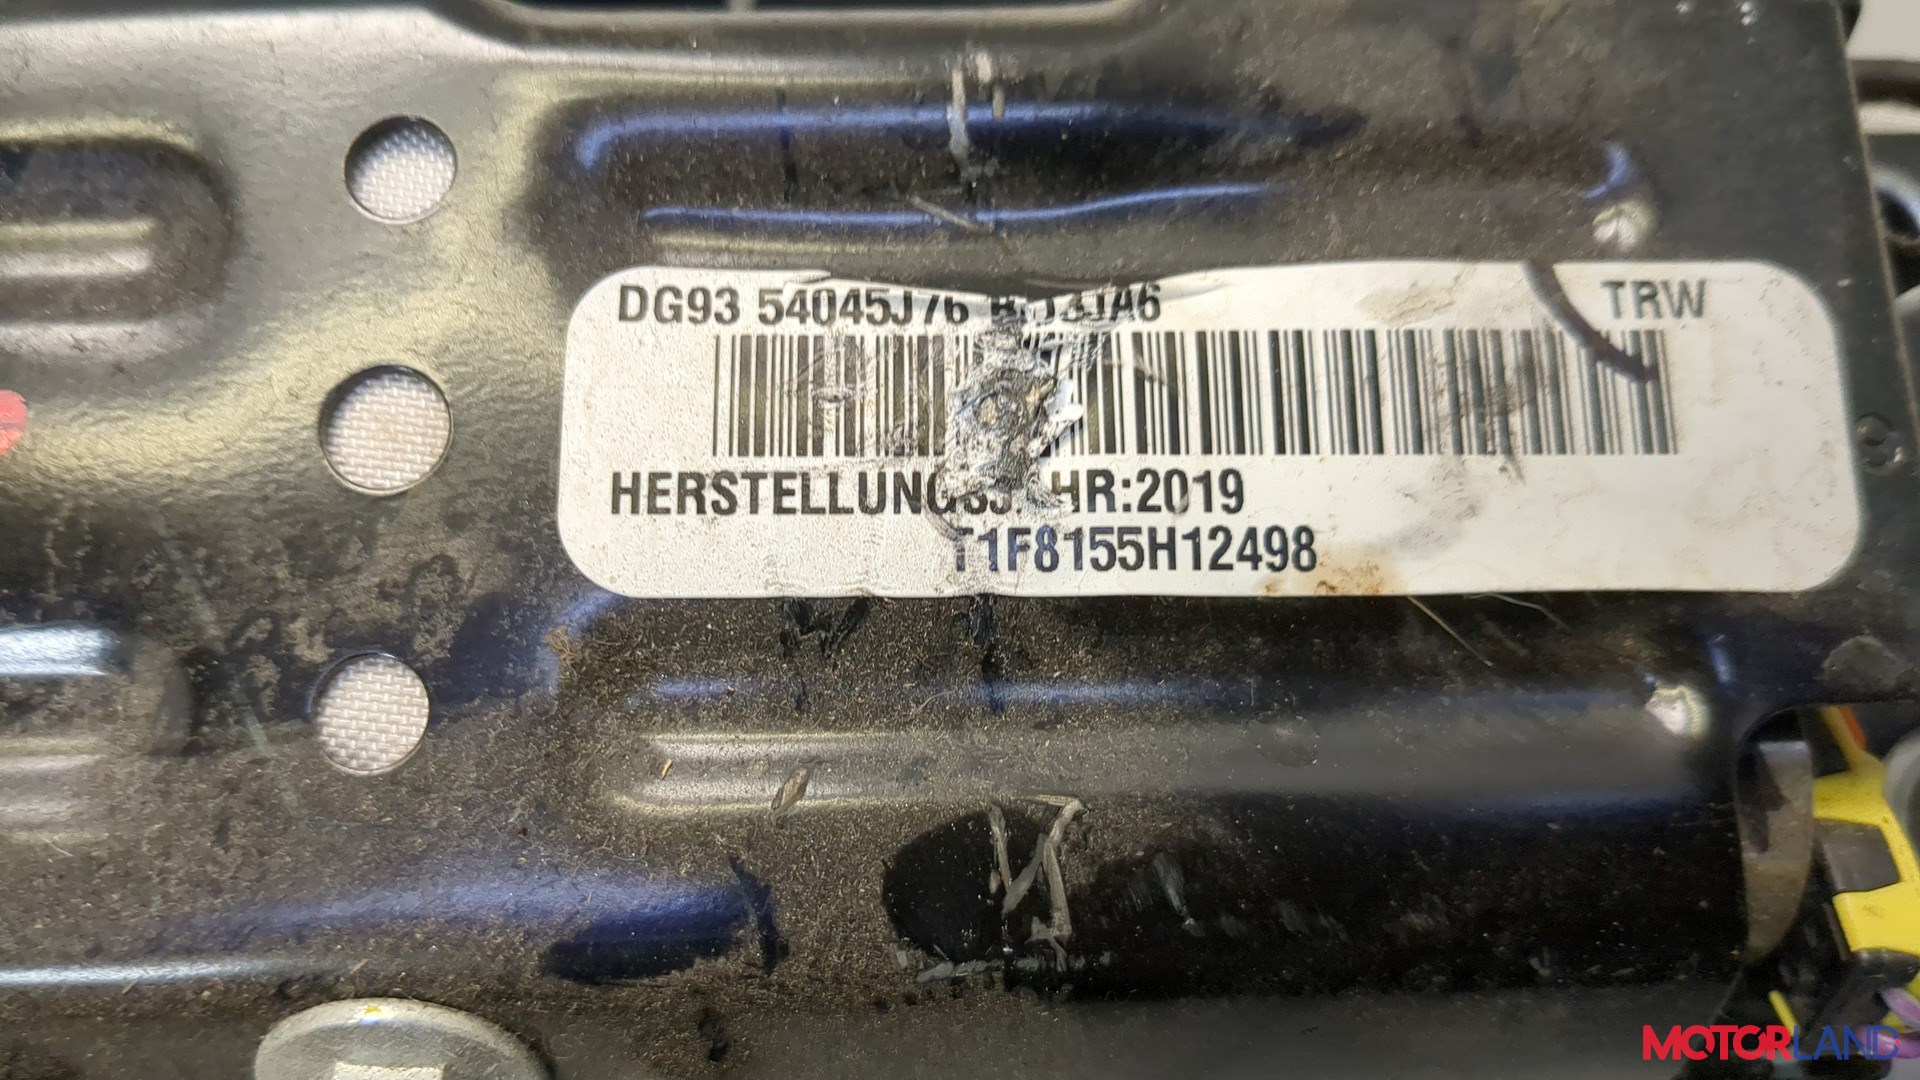 DG93 54045J76 TRW
HR:2019
T1F8155H12498
MOTORLAND